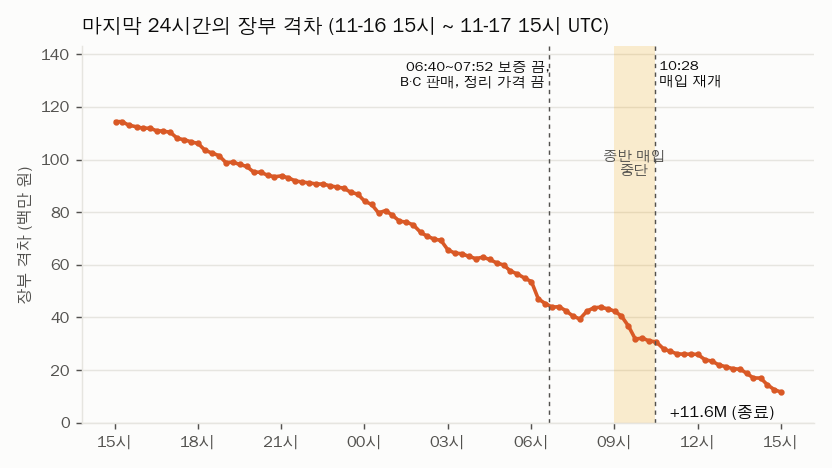 마지막 24시간의 장부 격차 (11-16 15시 ~ 11-17 15시 UTC)
140
120
100
80
60
40
20
0
장부 격차 (백만 원)
06:40~07:52 보증 끔,
B·C 판매, 정리 가격 끔
10:28
매입 재개
종반 매입
중단
+11.6M (종료)
15시
18시
21시
00시
03시
06시
09시
12시
15시